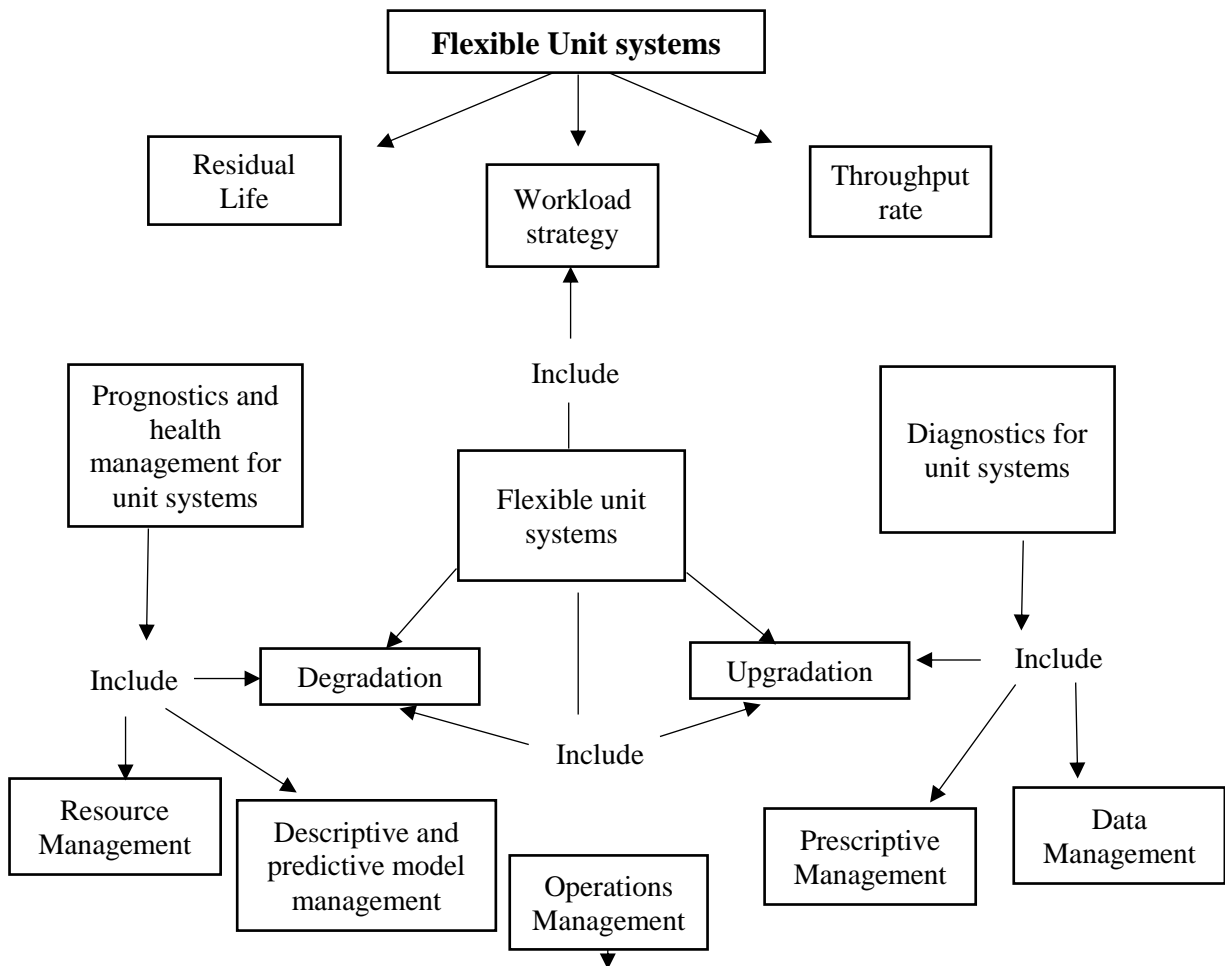 Flexible Unit systems
Residual
Life
Workload
strategy
Throughput
rate
Include
Prognostics and
health
management for
unit systems
Flexible unit
systems
Diagnostics for
unit systems
Include
Degradation
Upgradation
Include
Include
Resource
Management
Descriptive and
predictive model
management
Operations
Management
Prescriptive
Management
Data
Management